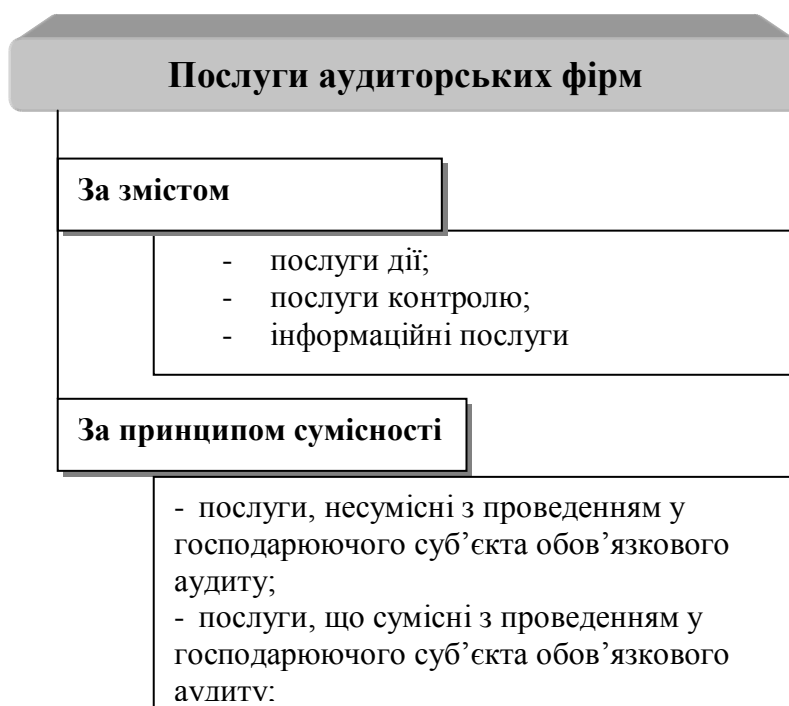 Послуги аудиторських фірм
За змістом
- послуги дії;
- послуги контролю;
- інформаційні послуги
За принципом сумісності
- послуги, несумісні з проведенням у
господарюючого суб’єкта обов’язкового
аудиту;
- послуги, що сумісні з проведенням у
господарюючого суб’єкта обов’язкового
аудиту;